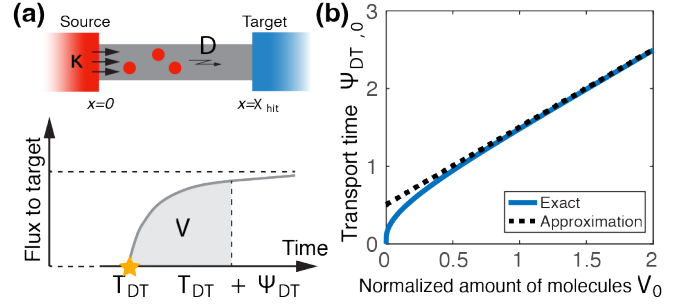 (a)
Source
Target
K
D
x=0
x=X hit
Flux to target
V
Time
T DT
T DT + Ψ DT
(b)
Transport time Ψ DT , 0
3
2
1
0
Exact
Approximation
0
0.5
1
1.5
2
Normalized amount of molecules V0